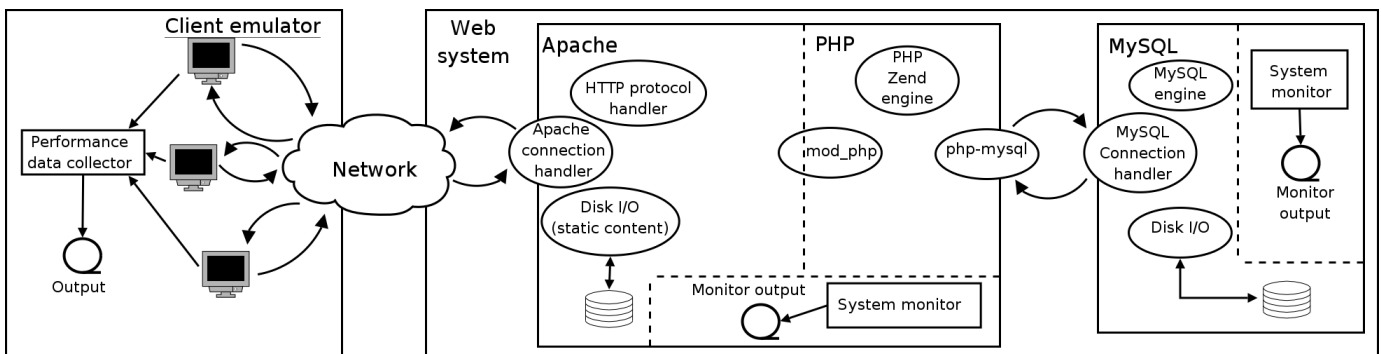 Client emulator
Performance
data collector
Output
Network
Web
system
Apache
HTTP protocol
handler
Apache
connection
handler
Disk I/O
(static content)
PHP
PHP
Zend
engine
mod_php
php-mysql
Monitor output
System monitor
MySQL
MySQL
engine
MySQL
Connection
handler
Disk I/O
System
monitor
Monitor
output